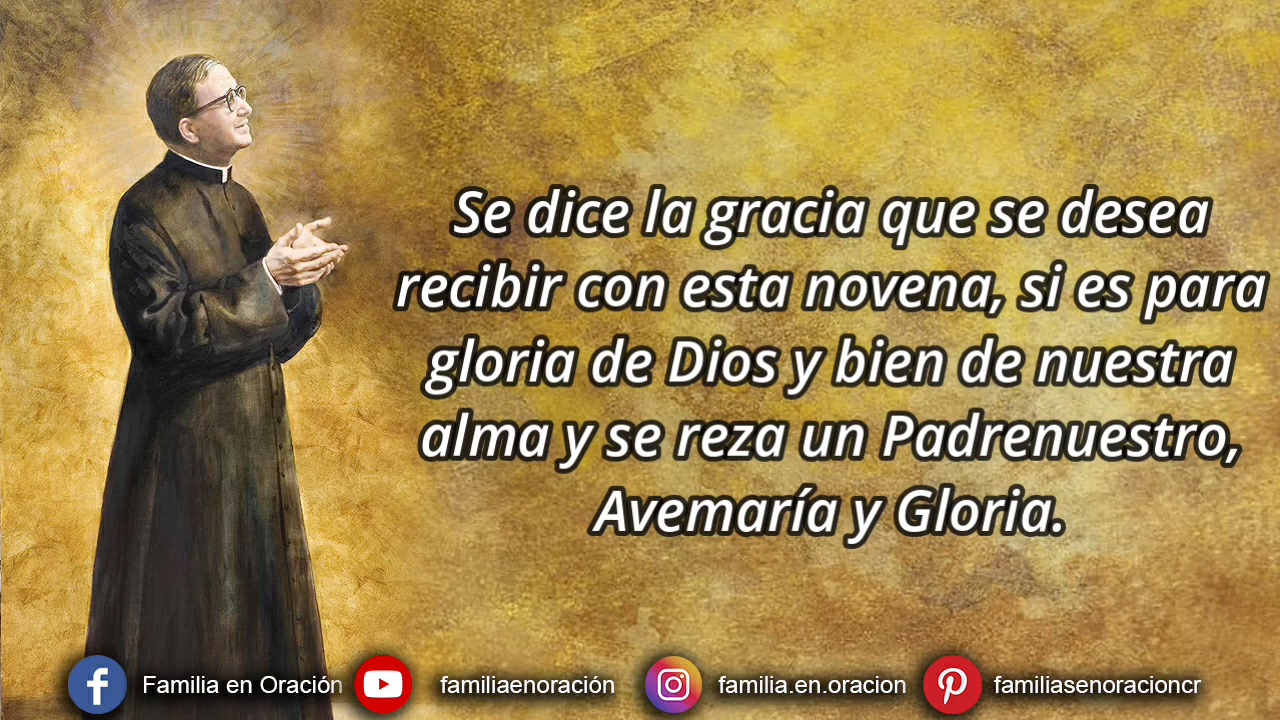 Se dice la gracia que se desea
recibir con esta novena, si es para
gloria de Dios y bien de nuestra
alma y se reza un Padrenuestro,
Avemaría y Gloria.
Familia en Oración
familiaenoración
familia.en.oracion
familiasenoracioncr